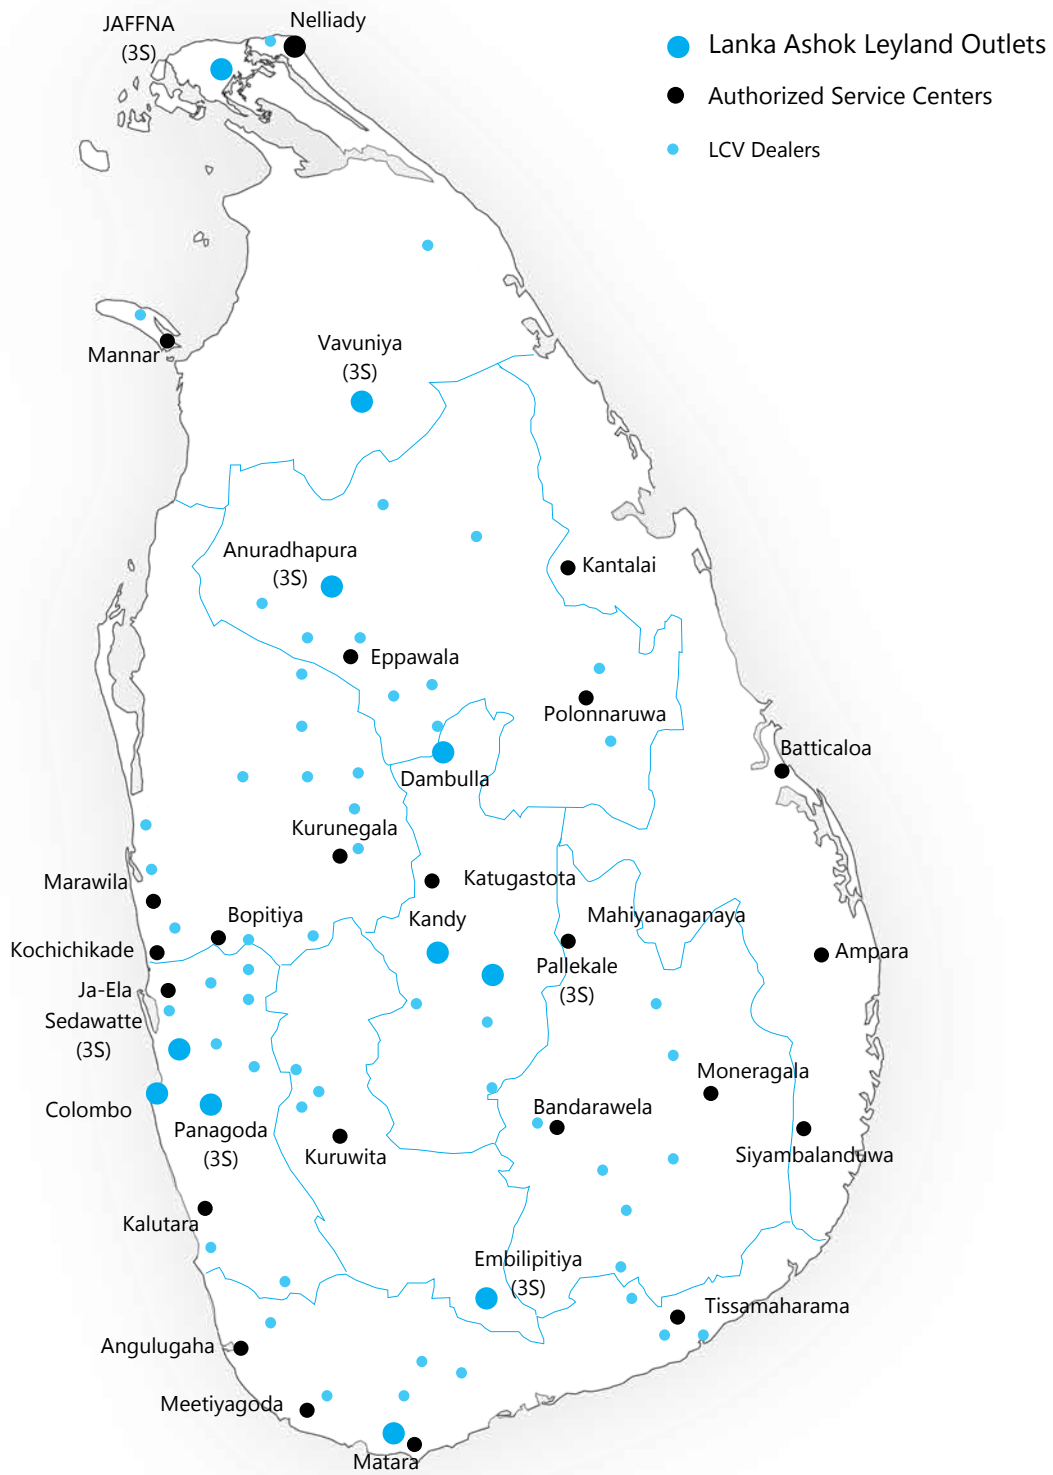 JAFFNA
(3S)
Nelliady
Lanka Ashok Leyland Outlets
Authorized Service Centers
LCV Dealers
Mannar
Vavuniya
(3S)
Anuradhapura
(3S)
Kantalai
Eppawala
Polonnaruwa
Batticaloa
Dambulla
Kurunegala
Marawila
Katugastota
Bopitiya
Kandy
Mahiyanaganaya
Kochichikade
Ampara
Pallekale
(3S)
Ja-Ela
Sedawatte
(3S)
Moneragala
Colombo
Bandarawela
Panagoda
(3S)
Kuruwita
Siyambalanduwa
Kalutara
Embilipitiya
(3S)
Tissamaharama
Angulugaha
Meetiyagoda
Matara